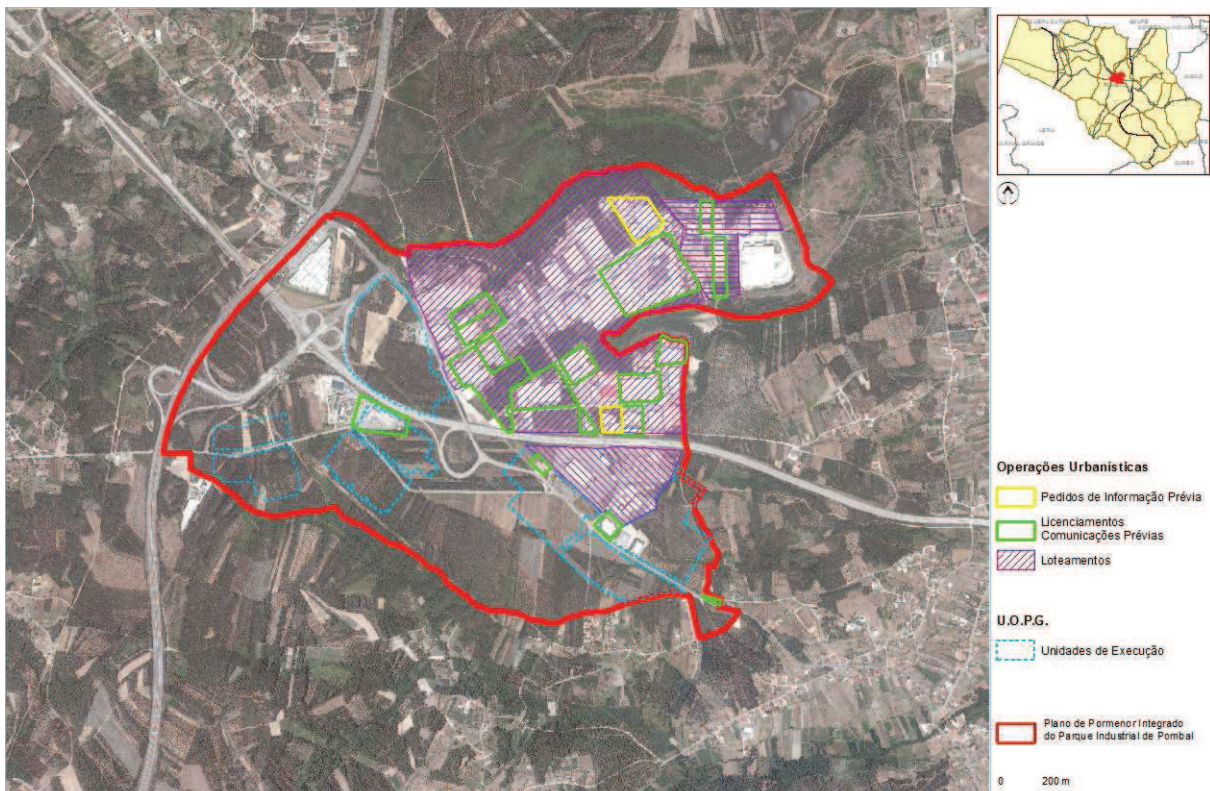 Operações Urbanísticas
Pedidos de Informação Prévia
Licenciamentos
Comunicações Prévias
Loteamentos
U.O.P.G.
Unidades de Execução
Plano de Pormenor Integrado
do Parque Industrial de Pombal
0 200 m